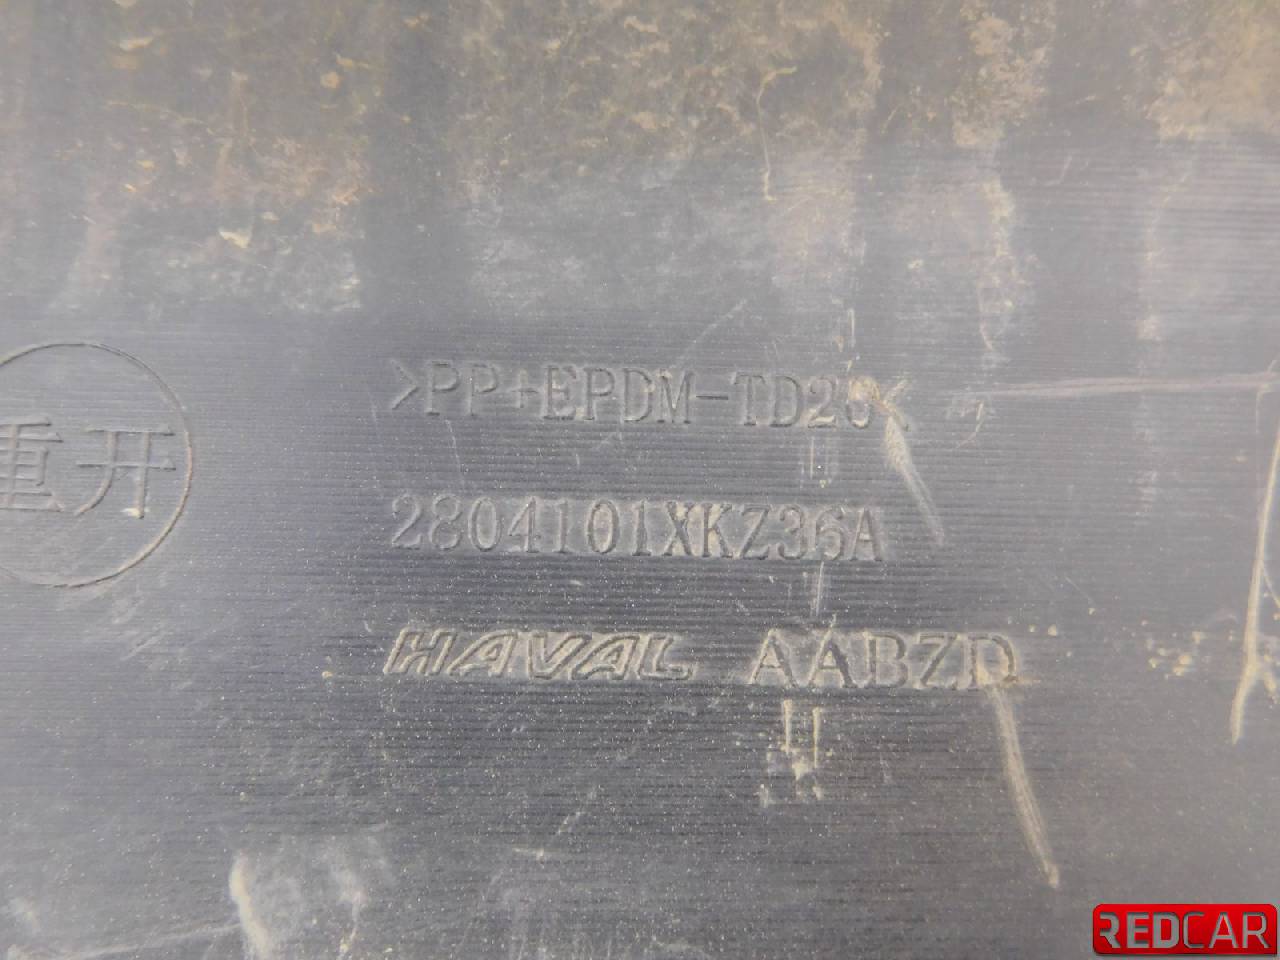 >PP+EPDM-TD20<
重开
2804101XKZ36A
HAVAL AABZD
REDCAR